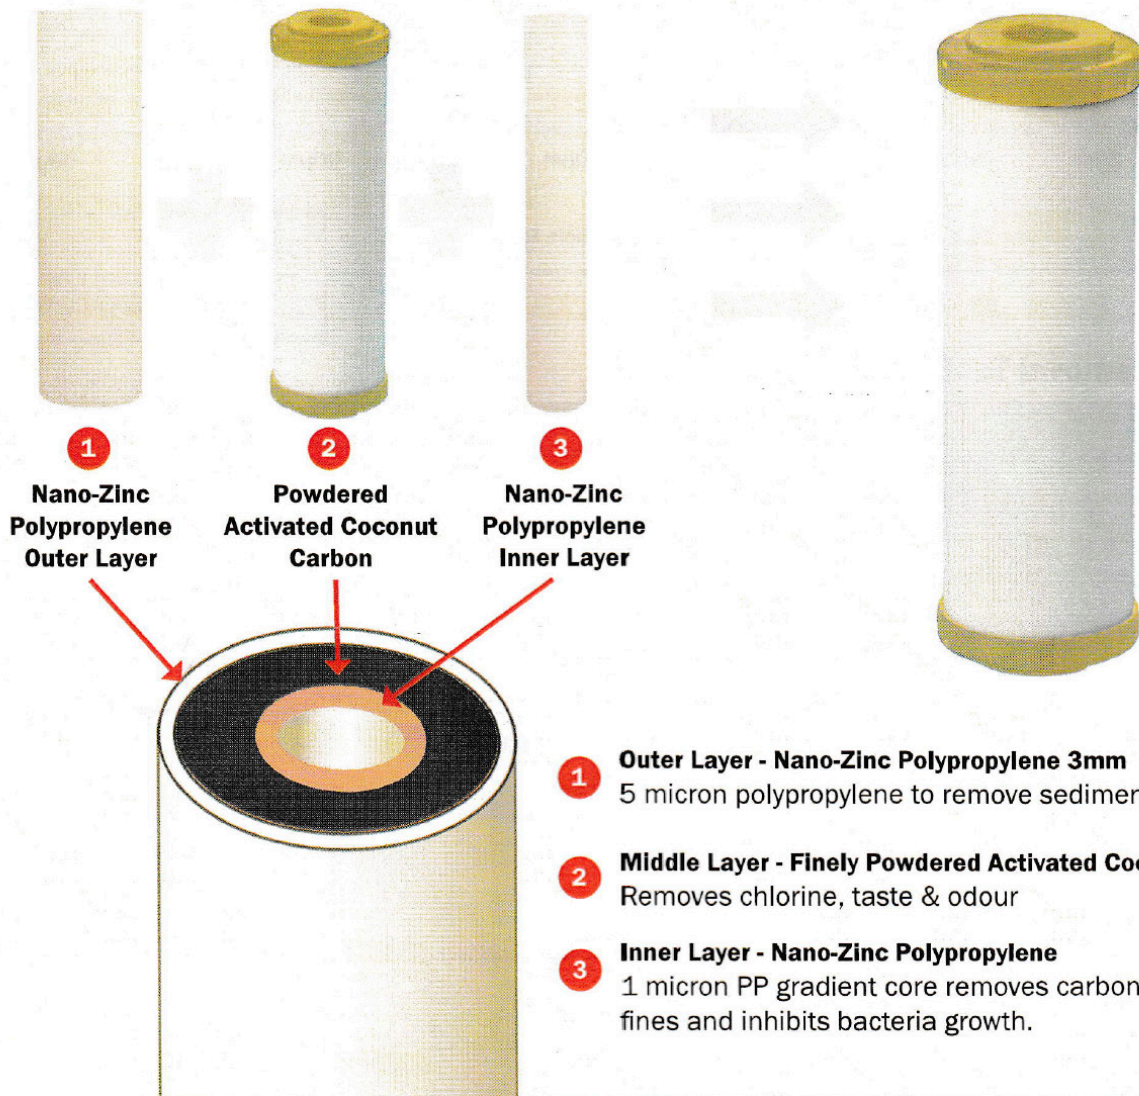 1
Nano-Zinc
Polypropylene
Outer Layer
2
Powdered
Activated Coconut
Carbon
3
Nano-Zinc
Polypropylene
Inner Layer
1
Outer Layer - Nano-Zinc Polypropylene 3mm
5 micron polypropylene to remove
2
Middle Layer - Finely Powdered Activated
Removes chlorine, taste & odour
3
Inner Layer - Nano-Zinc Polypropylene
1 micron PP gradient core removes carbon
fines and inhibits bacteria growth.